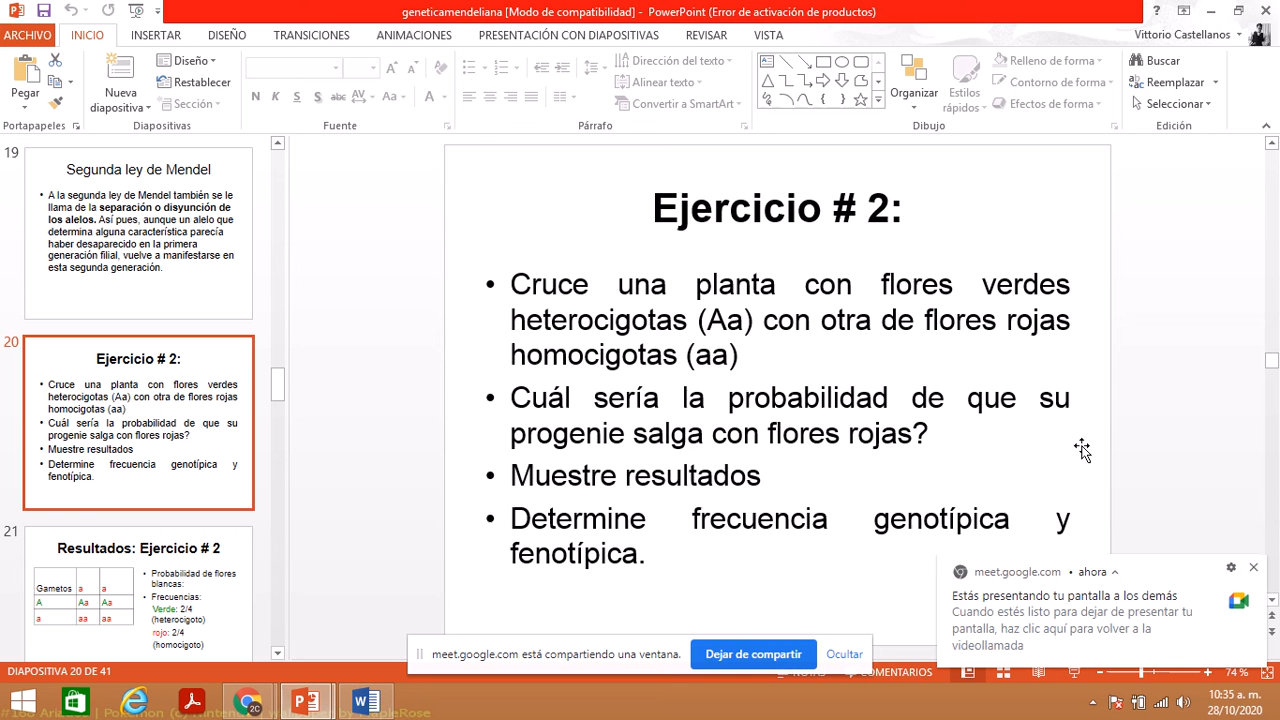 geneticamendeliana [Modo de compatibilidad] - PowerPoint (Error de activación de productos)
ARCHIVO INICIO INSERTAR DISEÑO TRANSICIONES ANIMACIONES PRESENTACIÓN CON DIAPOSITIVAS REVISAR VISTA Vittorio Castellanos
Pegar
Nueva diapositiva
Diseño
Restablecer
Sección
N K S S abc AV Aa A
Dirección del texto
Alinear texto
Convertir a SmartArt
Organizar
Estilos rápidos
Relleno de forma
Contorno de forma
Efectos de forma
Buscar
Reemplazar
Seleccionar
Portapapeles Diapositivas Fuente Párrafo Dibujo Edición
19
Segunda ley de Mendel
• A la segunda ley de Mendel también se le
llama de la separación o disyunción de
los alelos. Así pues, aunque un alelo que
determina alguna característica parecía
haber desaparecido en la primera
generación filial, vuelve a manifestarse en
esta segunda generación.
20
Ejercicio # 2:
• Cruce una planta con flores verdes
heterocigotas (Aa) con otra de flores rojas
homocigotas (aa)
• Cuál sería la probabilidad de que su
progenie salga con flores rojas?
• Muestre resultados
• Determine frecuencia genotípica y
fenotípica.
21
Resultados: Ejercicio # 2
Gametos a a
A Aa Aa
a aa aa
• Probabilidad de flores
blancas:
• Frecuencias:
Verde: 2/4
(heterocigoto)
rojo: 2/4
(homocigoto)
Ejercicio # 2:
• Cruce una planta con flores verdes
heterocigotas (Aa) con otra de flores rojas
homocigotas (aa)
• Cuál sería la probabilidad de que su
progenie salga con flores rojas?
• Muestre resultados
• Determine frecuencia genotípica y
fenotípica.
meet.google.com • ahora
Estás presentando tu pantalla a los demás
Cuando estés listo para dejar de presentar tu
pantalla, haz clic aquí para volver a la
videollamada
meet.google.com está compartiendo una ventana. Dejar de compartir Ocultar
DIAPOSITIVA 20 DE 41 NOTAS COMENTARIOS 74 %
10:35 a. m.
28/10/2020